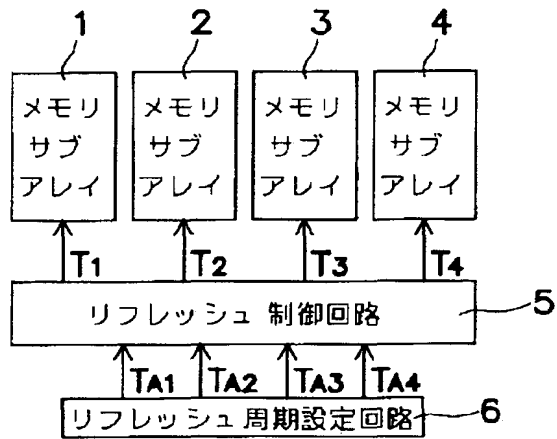 1 2 3 4
メモリ メモリ メモリ メモリ
サブ サブ サブ サブ
アレイ アレイ アレイ アレイ
T1 T2 T3 T4
リフレッシュ 制御回路 5
TA1 TA2 TA3 TA4
リフレッシュ 周期設定回路 6